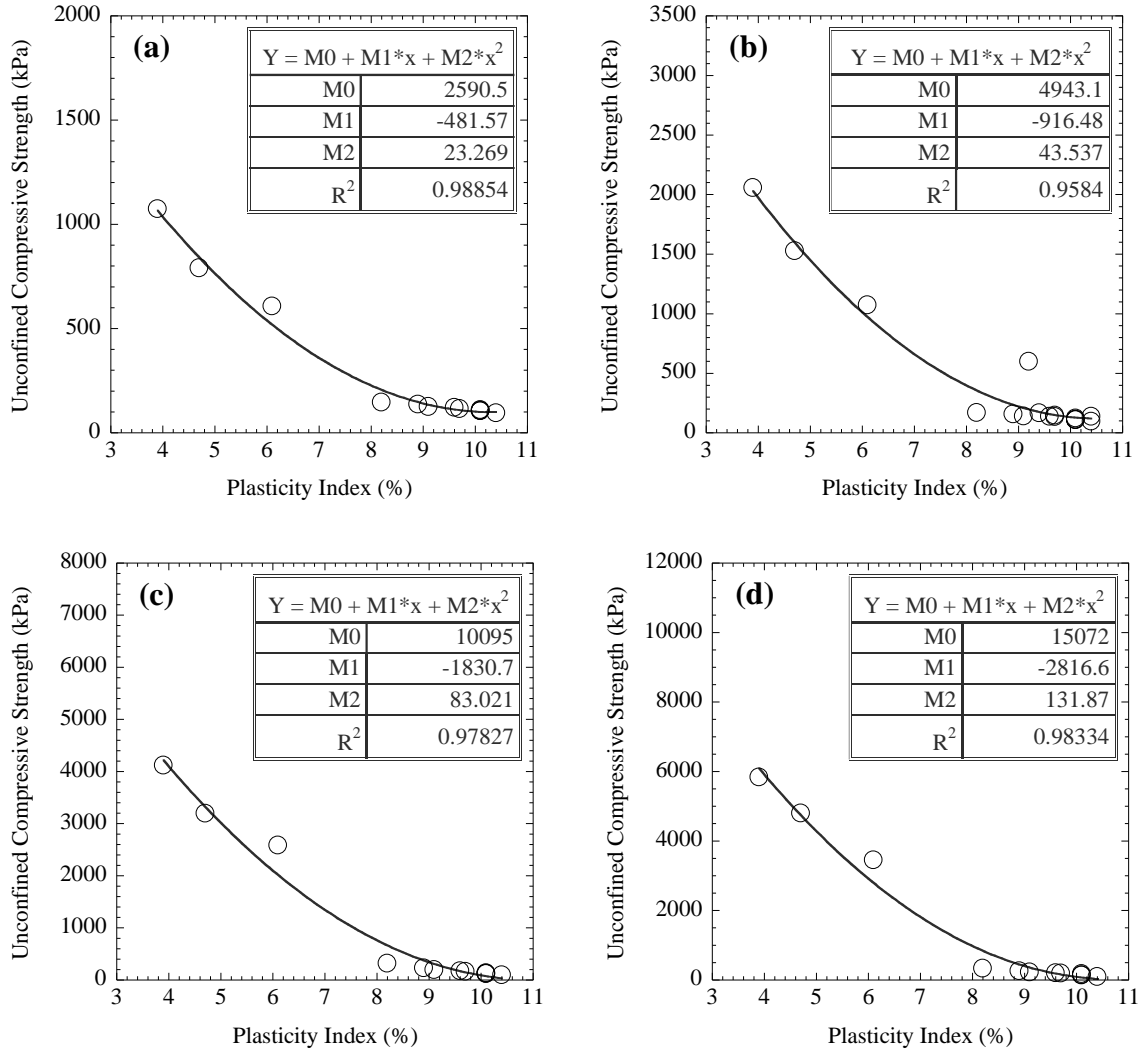 (a)
Unconfined Compressive Strength (kPa)
2000
1500
1000
500
0
Y = M0 + M1*x + M2*x²
M0 2590.5
M1 -481.57
M2 23.269
R² 0.98854
3 4 5 6 7 8 9 10 11
Plasticity Index (%)
(b)
Unconfined Compressive Strength (kPa)
3500
3000
2500
2000
1500
1000
500
0
Y = M0 + M1*x + M2*x²
M0 4943.1
M1 -916.48
M2 43.537
R² 0.9584
3 4 5 6 7 8 9 10 11
Plasticity Index (%)
(c)
Unconfined Compressive Strength (kPa)
8000
7000
6000
5000
4000
3000
2000
1000
0
Y = M0 + M1*x + M2*x²
M0 10095
M1 -1830.7
M2 83.021
R² 0.97827
3 4 5 6 7 8 9 10 11
Plasticity Index (%)
(d)
Unconfined Compressive Strength (kPa)
12000
10000
8000
6000
4000
2000
0
Y = M0 + M1*x + M2*x²
M0 15072
M1 -2816.6
M2 131.87
R² 0.98334
3 4 5 6 7 8 9 10 11
Plasticity Index (%)